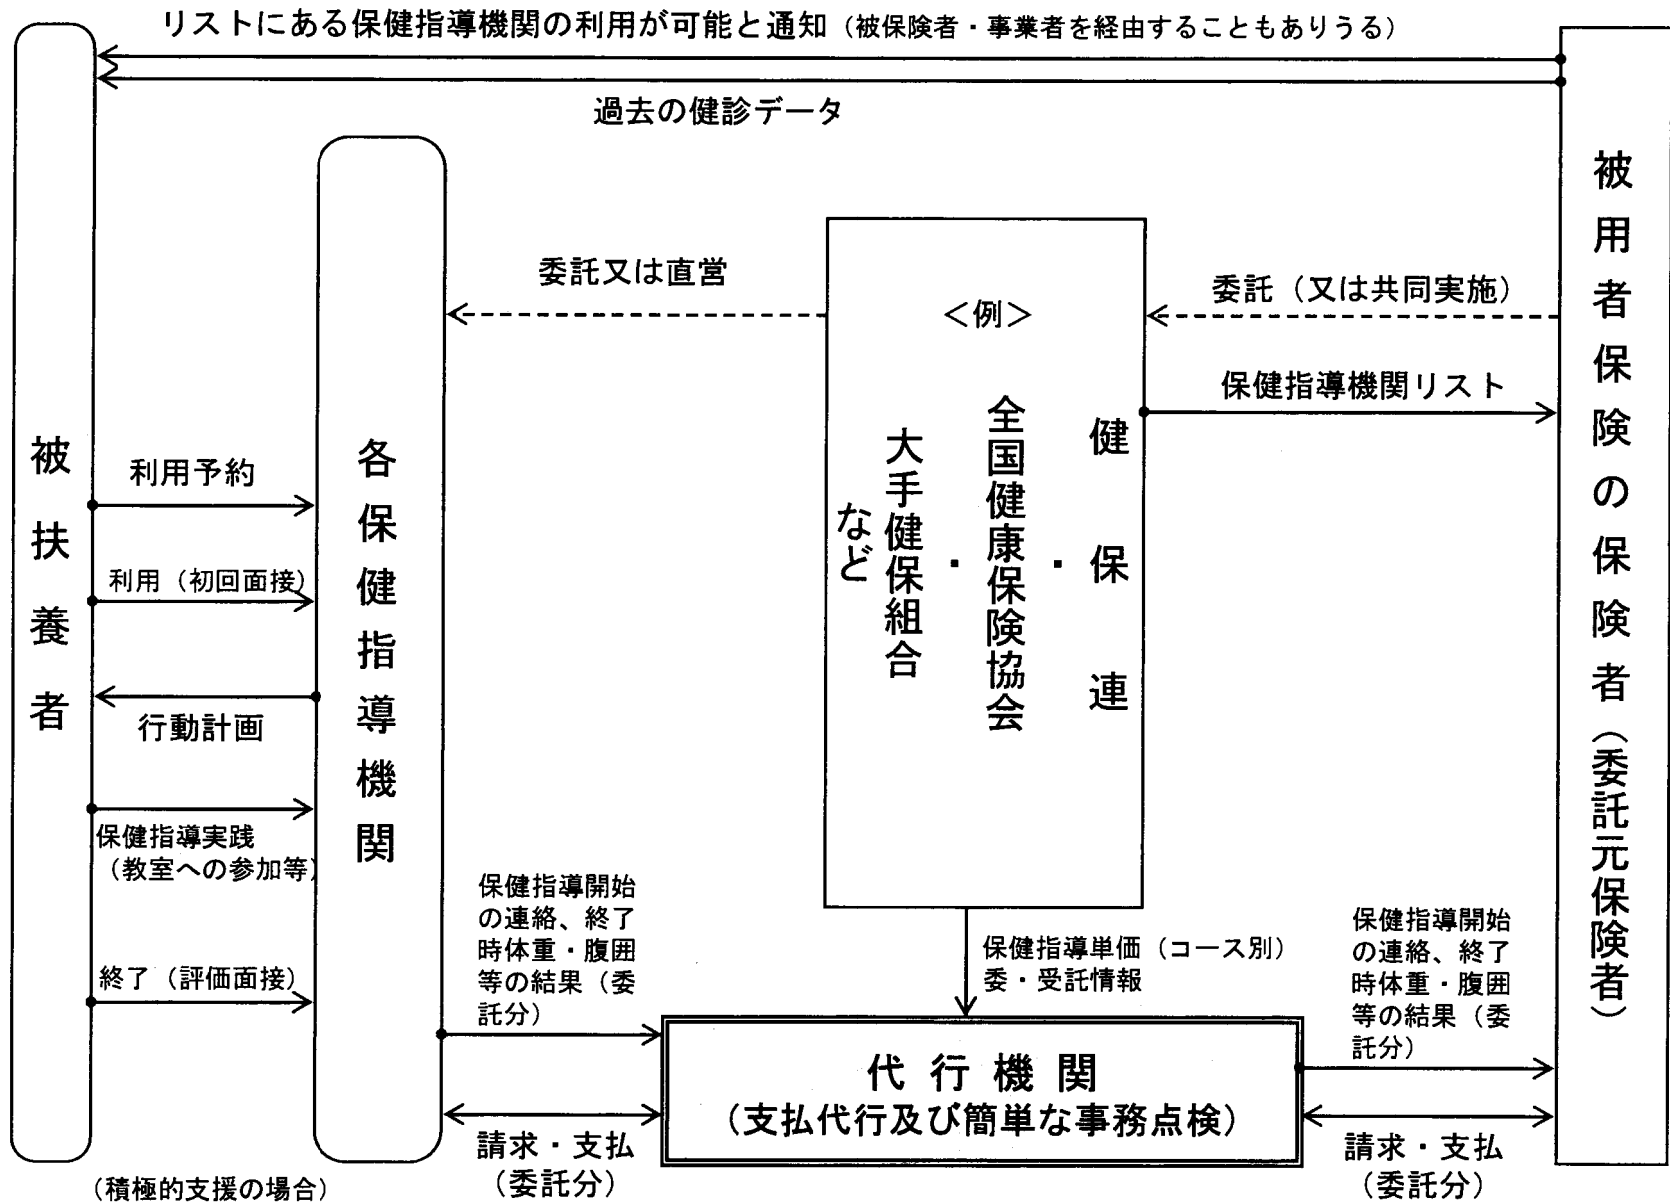 リストにある保健指導機関の利用が可能と通知（被保険者・事業者を経由することもありうる）
過去の健診データ
被扶養者
各保健指導機関
利用予約
利用（初回面接）
行動計画
保健指導実践
（教室への参加等）
終了（評価面接）
（積極的支援の場合）
委託又は直営
＜例＞
健保連
・
全国健康保険協会
・
大手健保組合
など
委託（又は共同実施）
保健指導機関リスト
被用者保険の保険者（委託元保険者）
保健指導開始
の連絡、終了
時体重・腹囲
等の結果（委
託分）
保健指導単価（コース別）
委・受託情報
保健指導開始
の連絡、終了
時体重・腹囲
等の結果（委
託分）
代行機関
（支払代行及び簡単な事務点検）
請求・支払
（委託分）
請求・支払
（委託分）